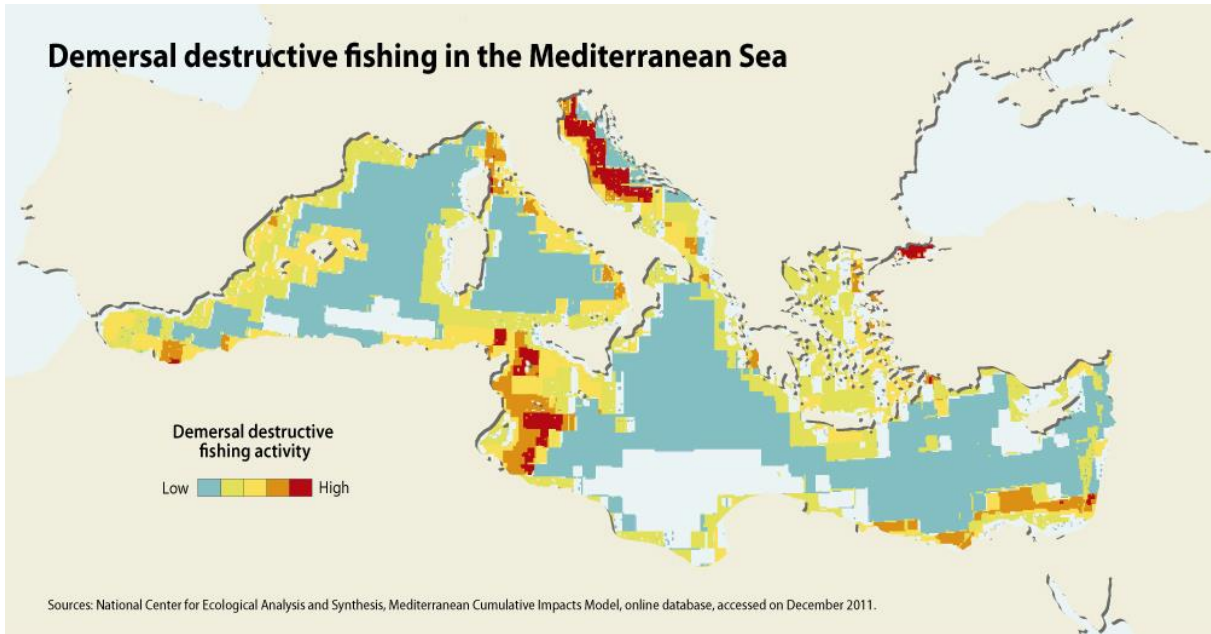 Demersal destructive fishing in the Mediterranean Sea
Demersal destructive
fishing activity
Low High
Sources: National Center for Ecological Analysis and Synthesis, Mediterranean Cumulative Impacts Model, online database, accessed on December 2011.